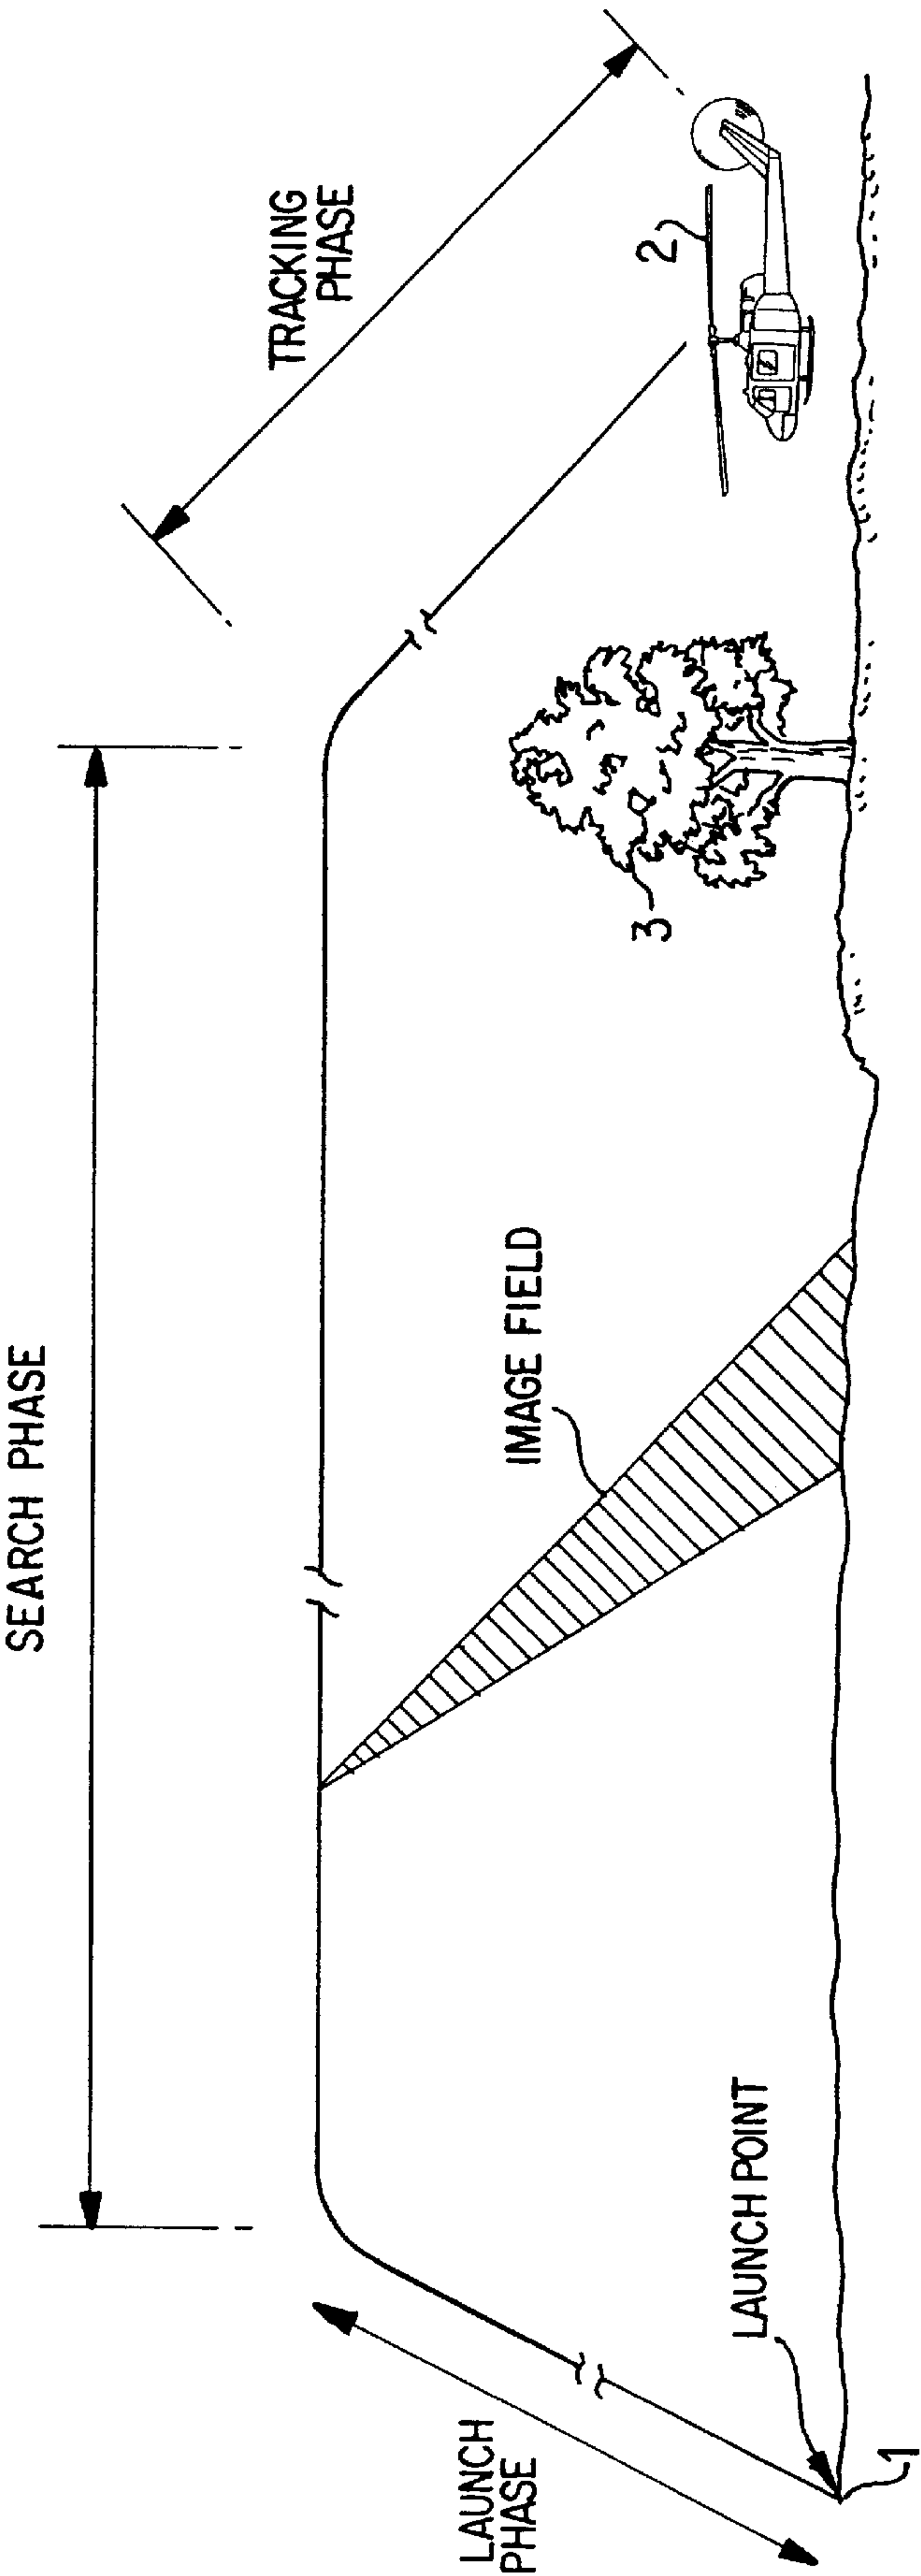 SEARCH PHASE
TRACKING
PHASE
LAUNCH
PHASE
IMAGE FIELD
LAUNCH POINT
1
2
3